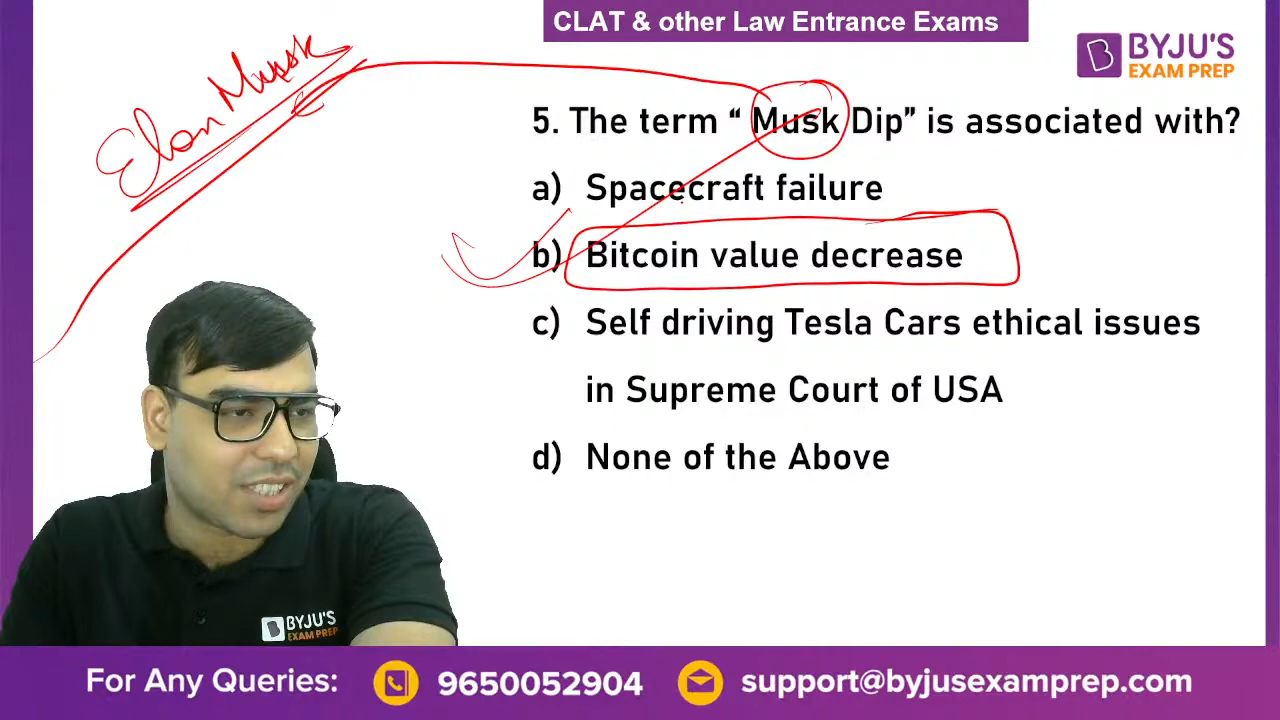 CLAT & other Law Entrance Exams
BYJU'S
EXAM PREP
Elon Musk
5. The term “ Musk Dip” is associated with?
a) Spacecraft failure
b) Bitcoin value decrease
c) Self driving Tesla Cars ethical issues
in Supreme Court of USA
d) None of the Above
BYJU'S
EXAM PREP
For Any Queries: 9650052904 support@byjusexamprep.com